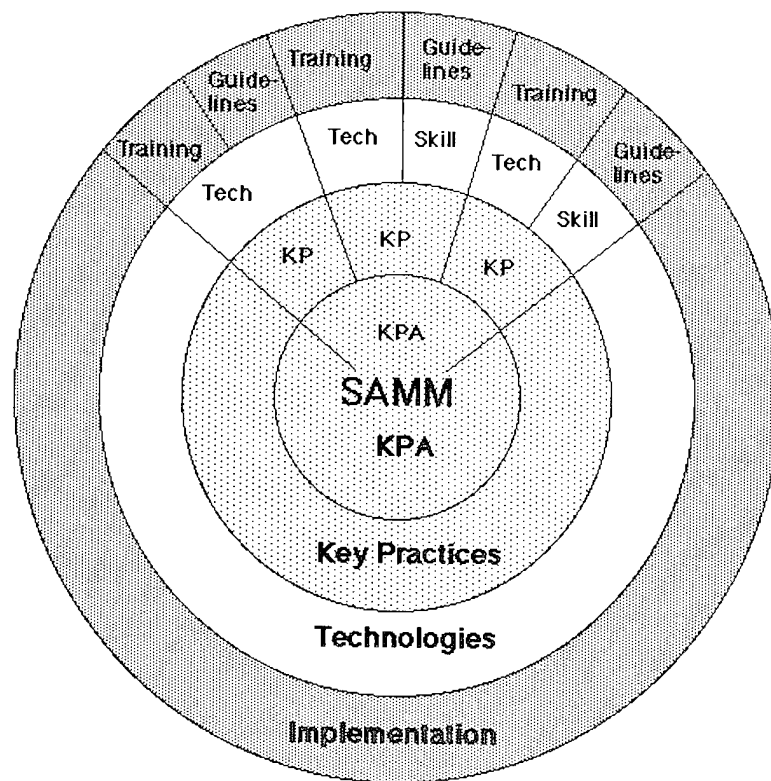 Training
Guide-
lines
Training
Guide-
lines
Training
Guide-
lines
Tech
Tech
Skill
Tech
Skill
KP
KP
KP
KPA
SAMM
KPA
Key Practices
Technologies
Implementation